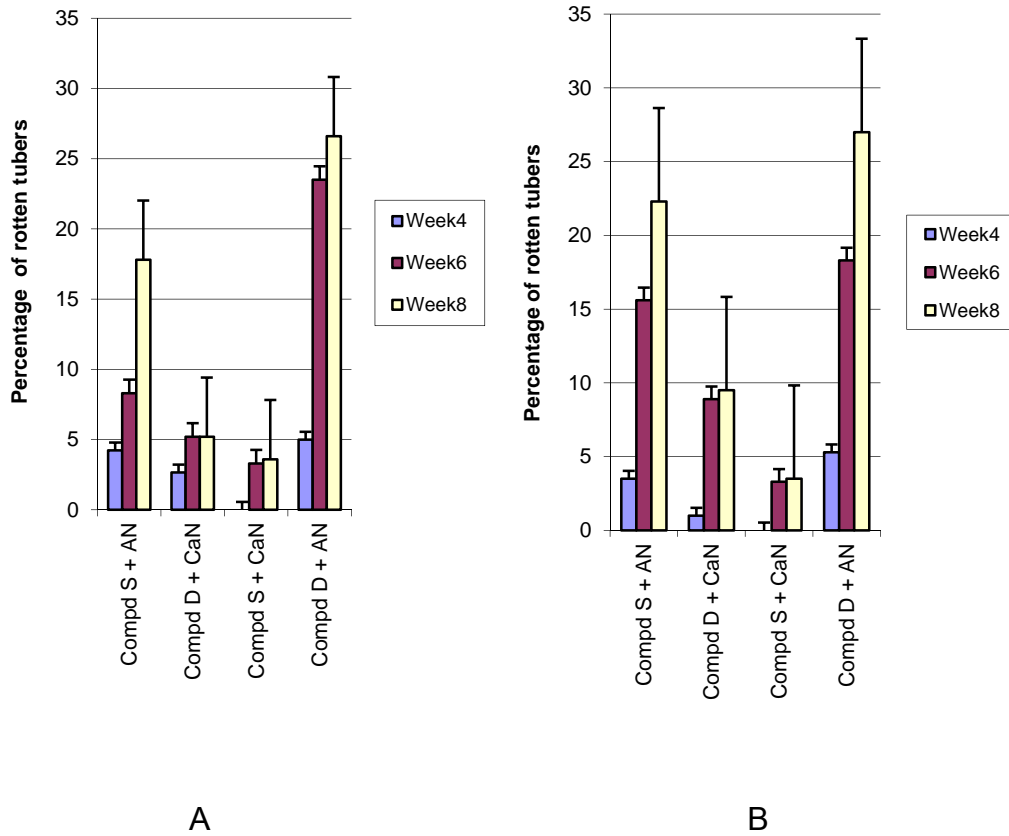 Percentage of rotten tubers
35
30
25
20
15
10
5
0
Compd S + AN
Compd D + CaN
Compd S + CaN
Compd D + AN
Week4
Week6
Week8
A
Percentage of rotten tubers
35
30
25
20
15
10
5
0
Compd S + AN
Compd D + CaN
Compd S + CaN
Compd D + AN
Week4
Week6
Week8
B